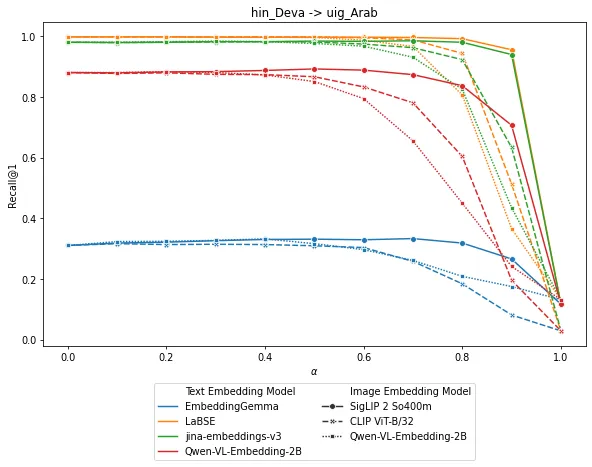 hin_Deva -> uig_Arab
1.0
0.8
0.6
0.4
0.2
0.0
Recall@1
0.0 0.2 0.4 0.6 0.8 1.0
α
Text Embedding Model
EmbeddingGemma
LaBSE
jina-embeddings-v3
Qwen-VL-Embedding-2B
Image Embedding Model
SigLIP 2 So400m
CLIP ViT-B/32
Qwen-VL-Embedding-2B